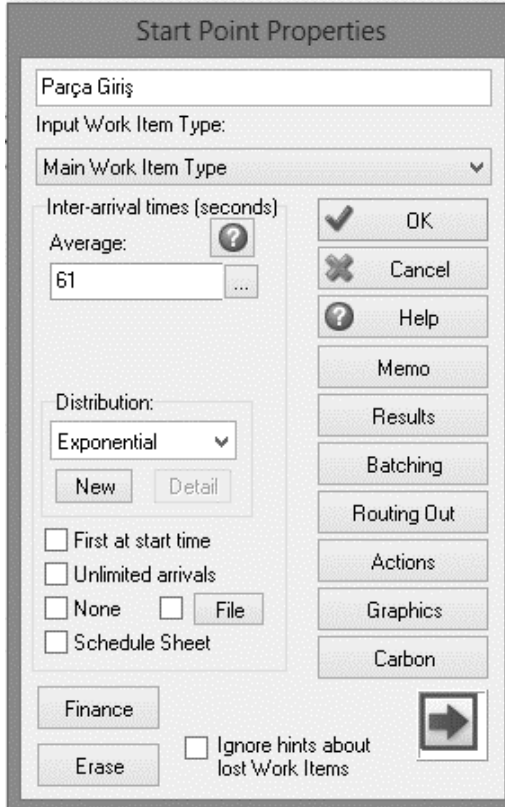 Start Point Properties
Parça Giriş
Input Work Item Type:
Main Work Item Type
Inter-arrival times (seconds)
Average:
61
...
Distribution:
Exponential
New
Detail
First at start time
Unlimited arrivals
None
File
Schedule Sheet
Finance
Erase
OK
Cancel
Help
Memo
Results
Batching
Routing Out
Actions
Graphics
Carbon
Ignore hints about
lost Work Items